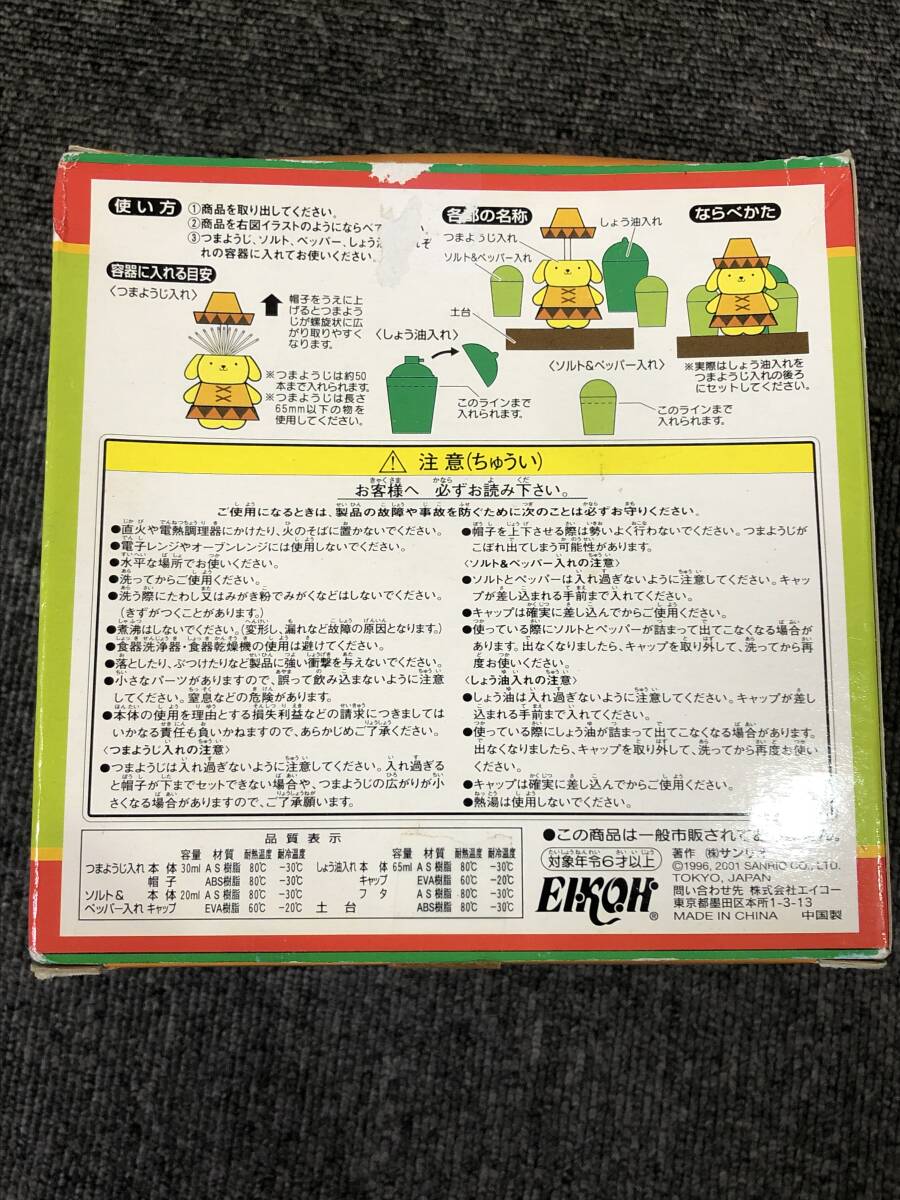 使い方
①商品を取り出してください。
②商品を右図イラストのようにならべ
③つまようじ、ソルト、ペッパー、しょう
れの容器に入れてお使いください。
容器に入れる目安
〈つまようじ入れ〉
帽子をうえに上
げるとつまよう
じが螺旋状に広
がり取りやすく
なります。
※つまようじは約50
本まで入れられます。
※つまようじは長さ
65mm以下の物を
使用してください。
各部の名称
つまようじ入れ
しょう油入れ
ソルト&ペッパー入れ
土台
〈しょう油入れ〉
このラインまで
入れられます。
〈ソルト&ペッパー入れ〉
このラインまで
入れられます。
ならべかた
※実際はしょう油入れを
つまようじ入れの後ろ
にセットしてください。
注意(ちゅうい)
お客様へ 必ずお読み下さい。
ご使用になるときは、製品の故障や事故を防ぐために次のことは必ずお守りください。
●直火や電熱調理器にかけたり、火のそばに置かないでください。
●電子レンジやオーブンレンジには使用しないでください。
●水平な場所でお使いください。
●洗ってからご使用ください。
●洗う際にたわし又はみがき粉でみがくなどはしないでください。
(きずがつくことがあります。)
●煮沸はしないでください。(変形し、漏れなど故障の原因となります。)
●食器洗浄器・食器乾燥機の使用は避けてください。
●落としたり、ぶつけたりなど製品に強い衝撃を与えないでください。
●小さなパーツがありますので、誤って飲み込まないように注意
してください。窒息などの危険があります。
●本体の使用を理由とする損失利益などの請求につきましては
いかなる責任も負いかねますので、あらかじめご了承ください。
〈つまようじ入れの注意〉
●つまようじは入れ過ぎないように注意してください。入れ過ぎる
と帽子が下までセットできない場合や、つまようじの広がりが小
さくなる場合がありますので、ご了承願います。
●帽子を上下させる際は勢いよく行わないでください。つまようじが
こぼれ出てしまう可能性があります。
〈ソルト&ペッパー入れの注意〉
●ソルトとペッパーは入れ過ぎないように注意してください。キャッ
プが差し込まれる手前まで入れてください。
●キャップは確実に差し込んでからご使用ください。
●使っている際にソルトとペッパーが詰まって出てこなくなる場合が
あります。出なくなりましたら、キャップを取り外して、洗ってから再
度お使いください。
〈しょう油入れの注意〉
●しょう油は入れ過ぎないように注意してください。キャップが差し
込まれる手前まで入れてください。
●使っている際にしょう油が詰まって出てこなくなる場合があります。
出なくなりましたら、キャップを取り外して、洗ってから再度お使い
ください。
●キャップは確実に差し込んでからご使用ください。
●熱湯は使用しないでください。
品質表示
容量 材質 耐熱温度 耐冷温度
つまようじ入れ 本体 30ml AS樹脂 80℃ −30℃
帽子 ABS樹脂 80℃ −30℃
ソルト& 本体 20ml AS樹脂 80℃ −30℃
ペッパー入れ キャップ EVA樹脂 60℃ −20℃
容量 材質 耐熱温度 耐冷温度
しょう油入れ 本体 65ml AS樹脂 80℃ −30℃
キャップ EVA樹脂 60℃ −20℃
フタ AS樹脂 80℃ −30℃
土台 ABS樹脂 80℃ −30℃
●この商品は一般市販されて
対象年令6才以上
EIKOH®
著作 (株)サンリオ
©1996, 2001 SANRIO CO., LTD.
TOKYO, JAPAN
問い合わせ先 株式会社エイコー
東京都墨田区本所1-3-13
MADE IN CHINA 中国製